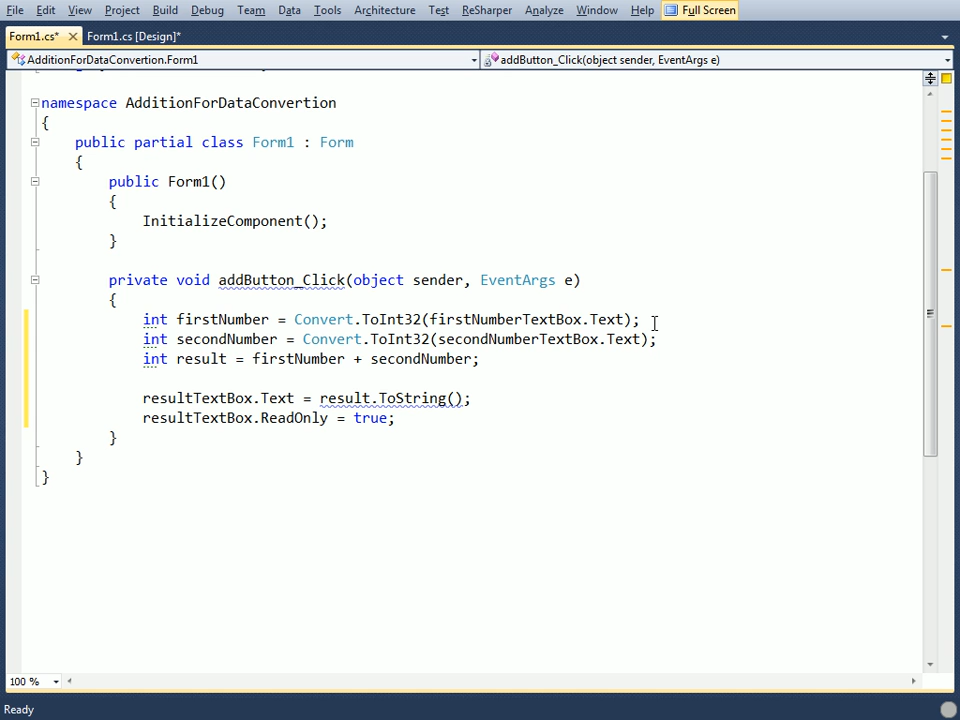 File Edit View Project Build Debug Team Data Tools Architecture Test ReSharper Analyze Window Help Full Screen
Form1.cs* Form1.cs [Design]*
AdditionForDataConvertion.Form1 addButton_Click(object sender, EventArgs e)
namespace AdditionForDataConvertion
{
public partial class Form1 : Form
{
public Form1()
{
InitializeComponent();
}
private void addButton_Click(object sender, EventArgs e)
{
int firstNumber = Convert.ToInt32(firstNumberTextBox.Text);
int secondNumber = Convert.ToInt32(secondNumberTextBox.Text);
int result = firstNumber + secondNumber;
resultTextBox.Text = result.ToString();
resultTextBox.ReadOnly = true;
}
}
}
100 %
Ready